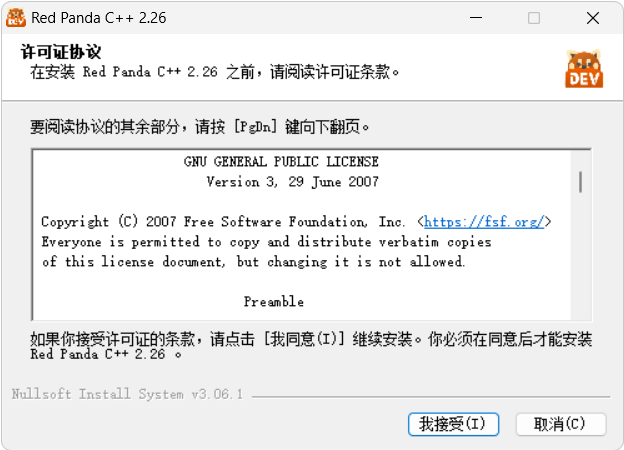 Red Panda C++ 2.26
许可证协议
在安装 Red Panda C++ 2.26 之前，请阅读许可证条款。
DEV
要阅读协议的其余部分，请按 [PgDn] 键向下翻页。
GNU GENERAL PUBLIC LICENSE
Version 3, 29 June 2007
Copyright (C) 2007 Free Software Foundation, Inc. <https://fsf.org/>
Everyone is permitted to copy and distribute verbatim copies
of this license document, but changing it is not allowed.
Preamble
如果你接受许可证的条款，请点击 [我同意(I)] 继续安装。你必须在同意后才能安装
Red Panda C++ 2.26 。
Nullsoft Install System v3.06.1
我接受(I)
取消(C)